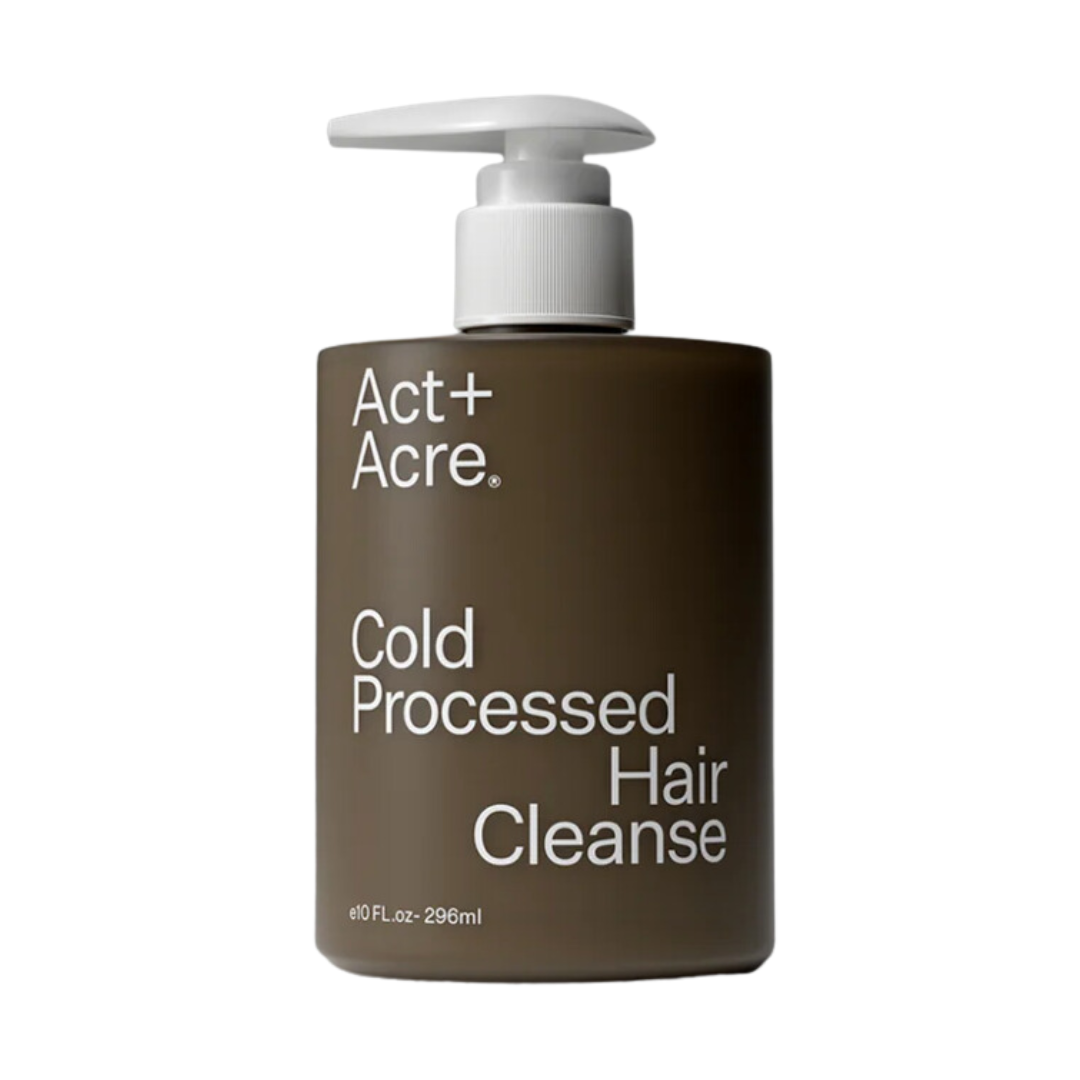 Act+
Acre®
Cold
Processed
Hair
Cleanse
e10 FL.oz- 296ml